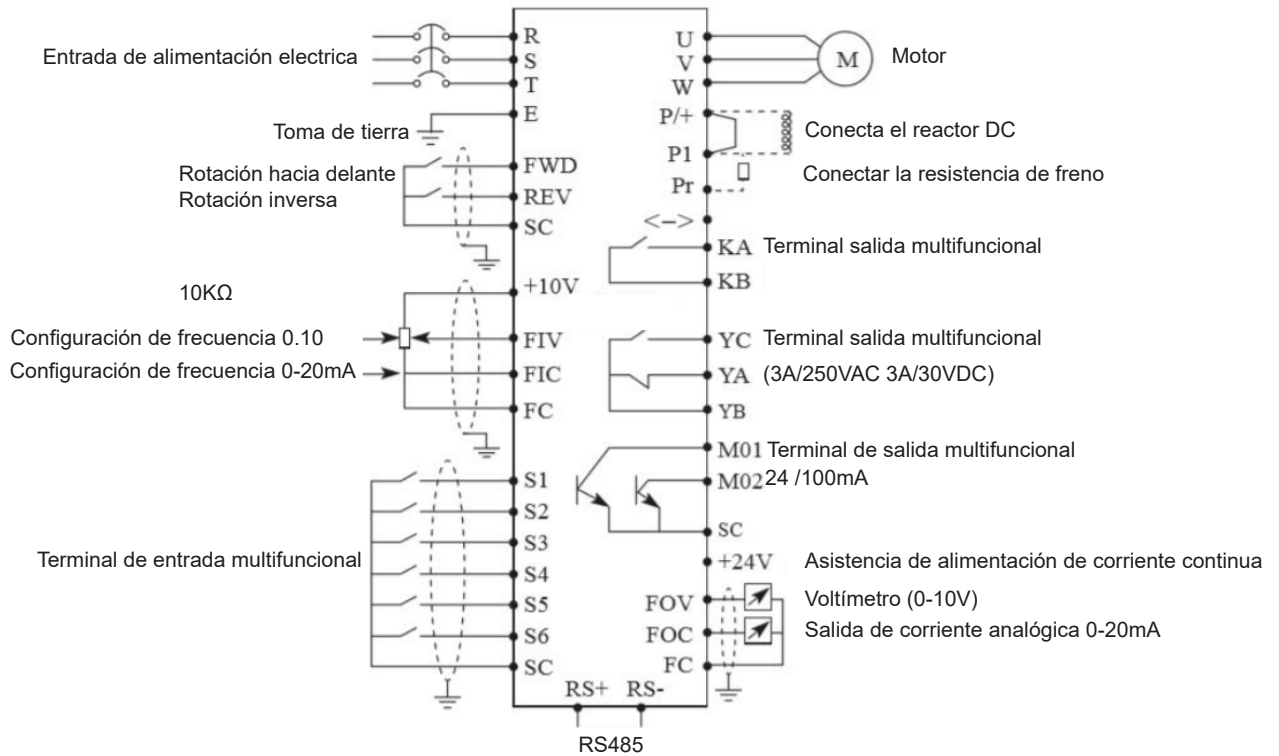 R
U
Entrada de alimentación electrica
S
V
M
Motor
T
W
E
P/+
Toma de tierra
Conecta el reactor DC
P1
Rotación hacia delante
FWD
Conectar la resistencia de freno
Pr
Rotación inversa
REV
SC
<->
KA Terminal salida multifuncional
KB
10KΩ
+10V
Configuración de frecuencia 0.10
FIV
YC Terminal salida multifuncional
Configuración de frecuencia 0-20mA
FIC
YA (3A/250VAC 3A/30VDC)
FC
YB
M01 Terminal de salida multifuncional
S1
M02 24 /100mA
S2
SC
S3
Terminal de entrada multifuncional
+24V
Asistencia de alimentación de corriente continua
S4
S5
FOV
Voltímetro (0-10V)
S6
FOC
Salida de corriente analógica 0-20mA
SC
FC
RS+ RS-
RS485